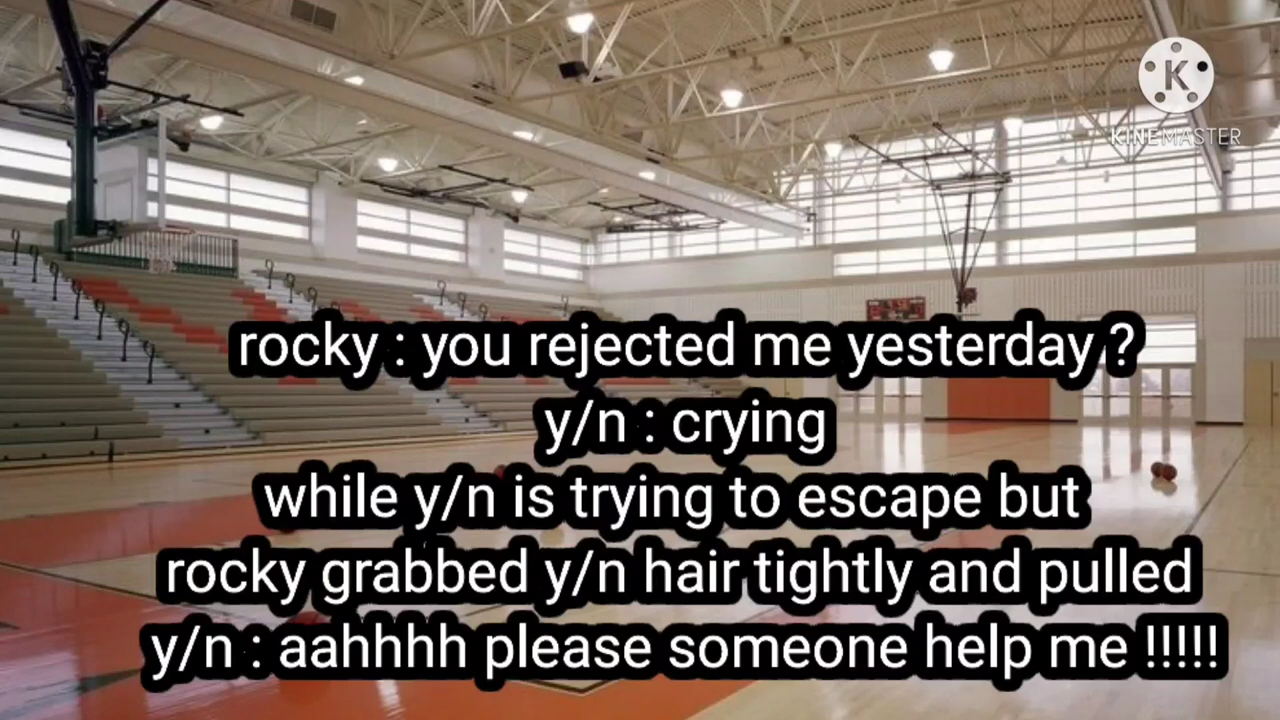 K
KINEMASTER
rocky : you rejected me yesterday ?
y/n : crying
while y/n is trying to escape but
rocky grabbed y/n hair tightly and pulled
y/n : aahhhh please someone help me !!!!!